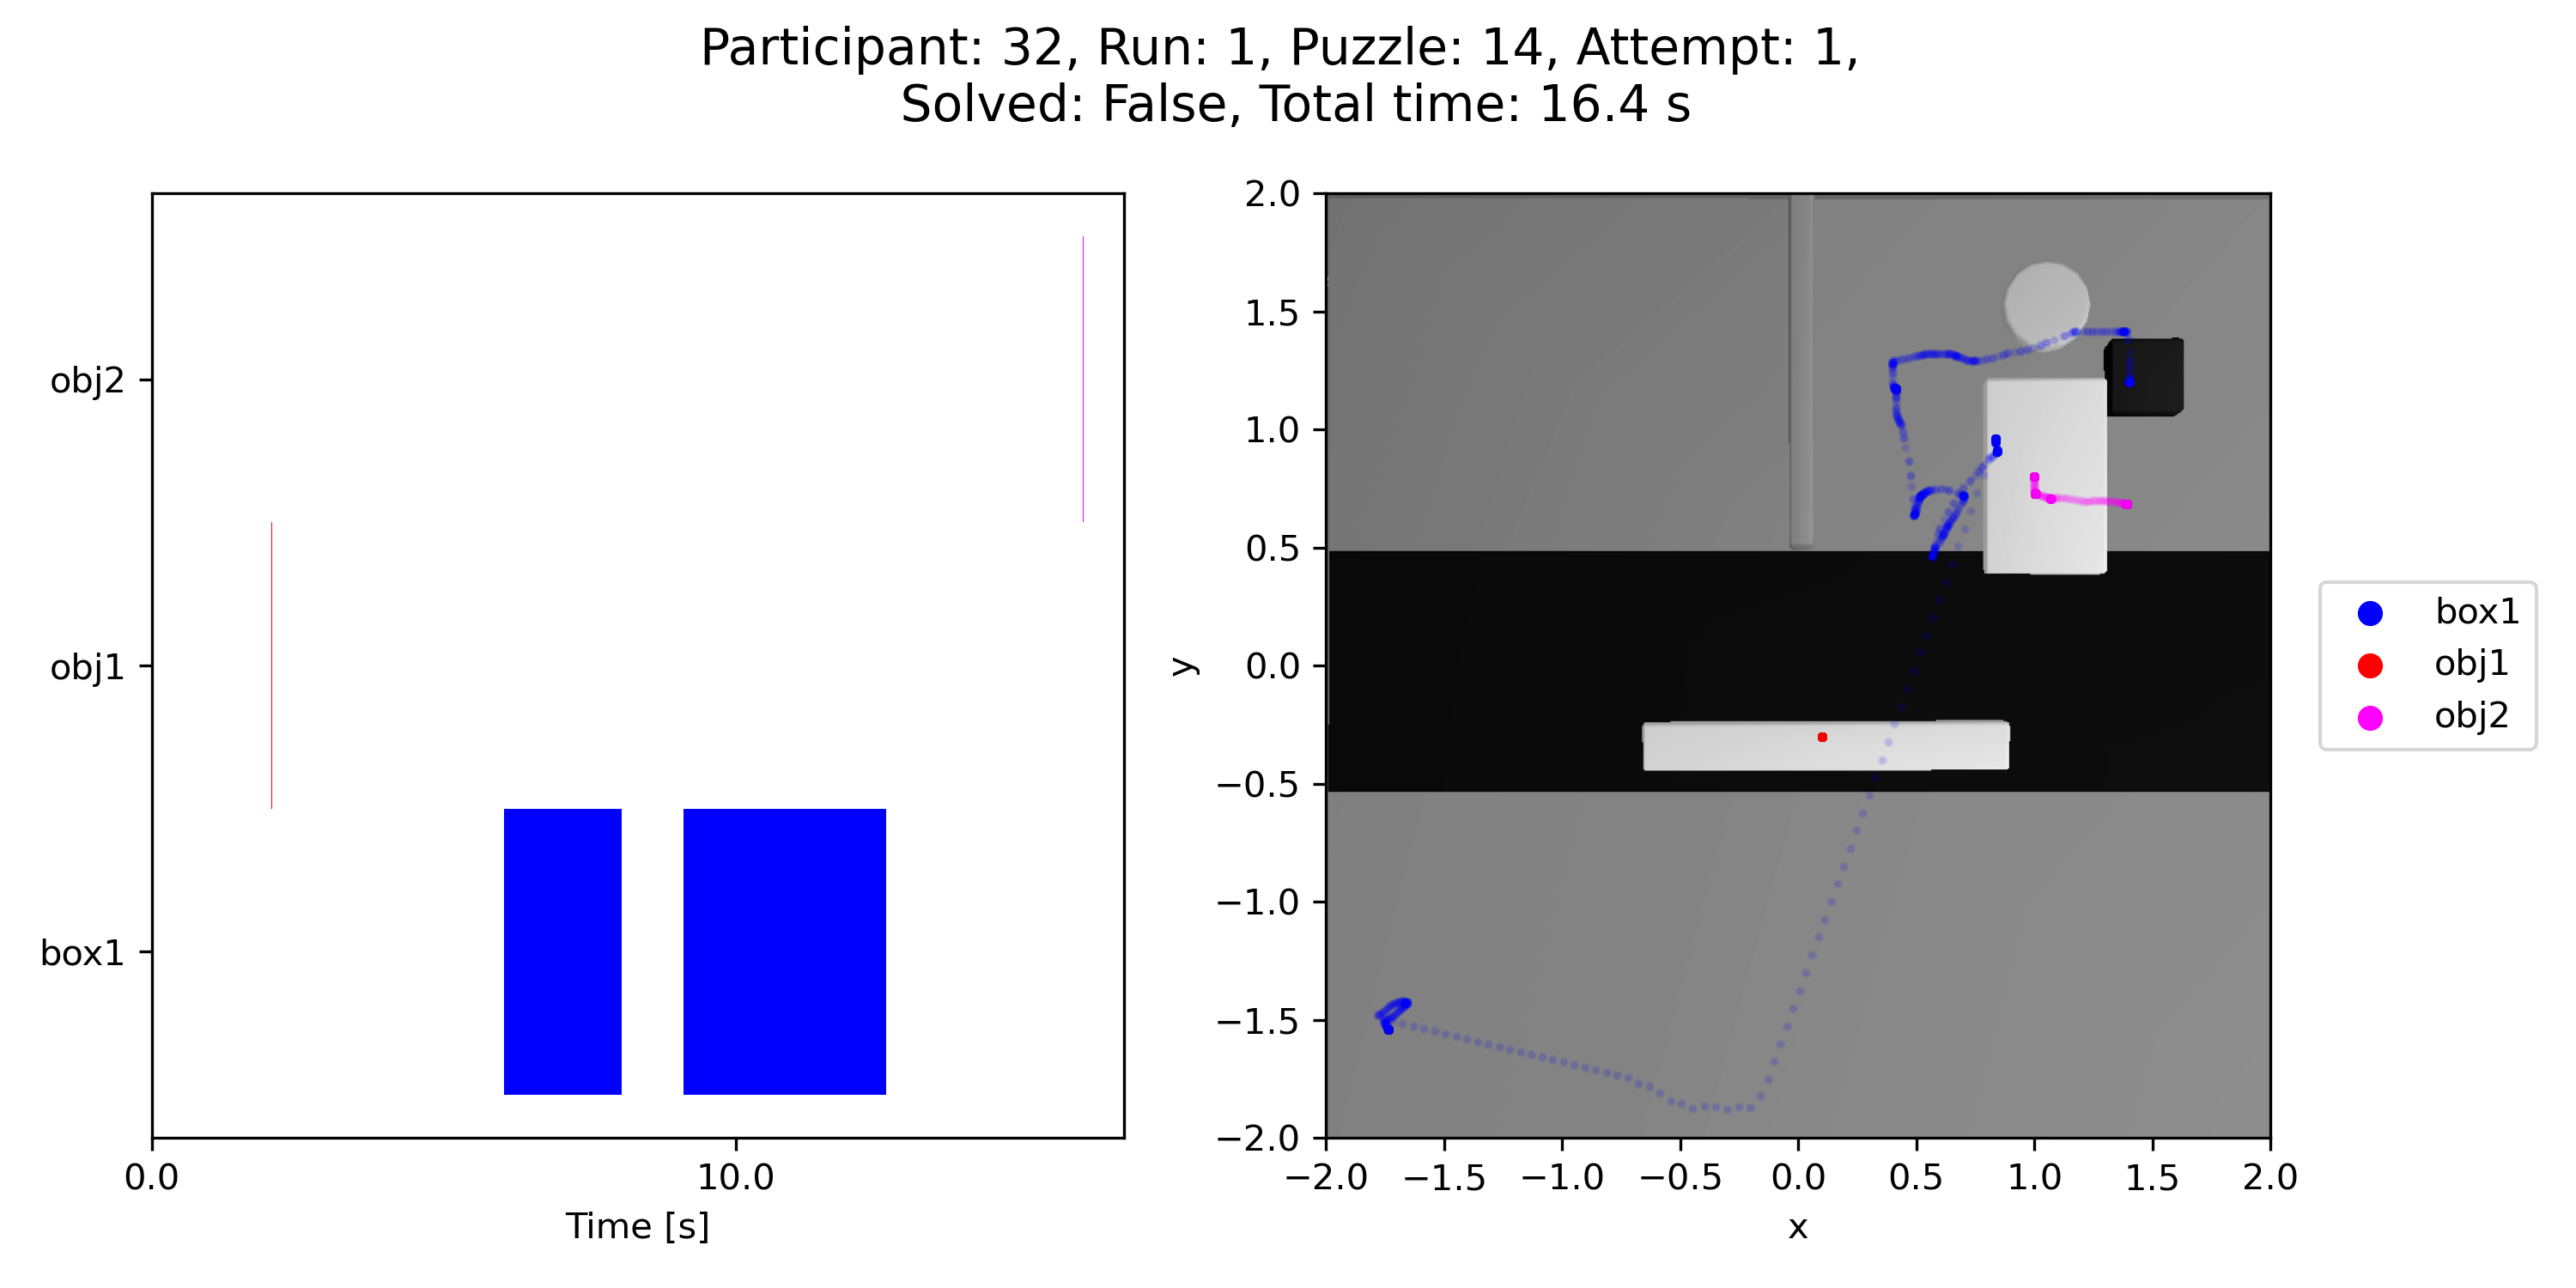 Participant: 32, Run: 1, Puzzle: 14, Attempt: 1,
Solved: False, Total time: 16.4 s
obj2
obj1
box1
0.0 10.0
Time [s]
2.0
1.5
1.0
0.5
0.0
−0.5
−1.0
−1.5
−2.0
y
−2.0 −1.5 −1.0 −0.5 0.0 0.5 1.0 1.5 2.0
x
box1
obj1
obj2